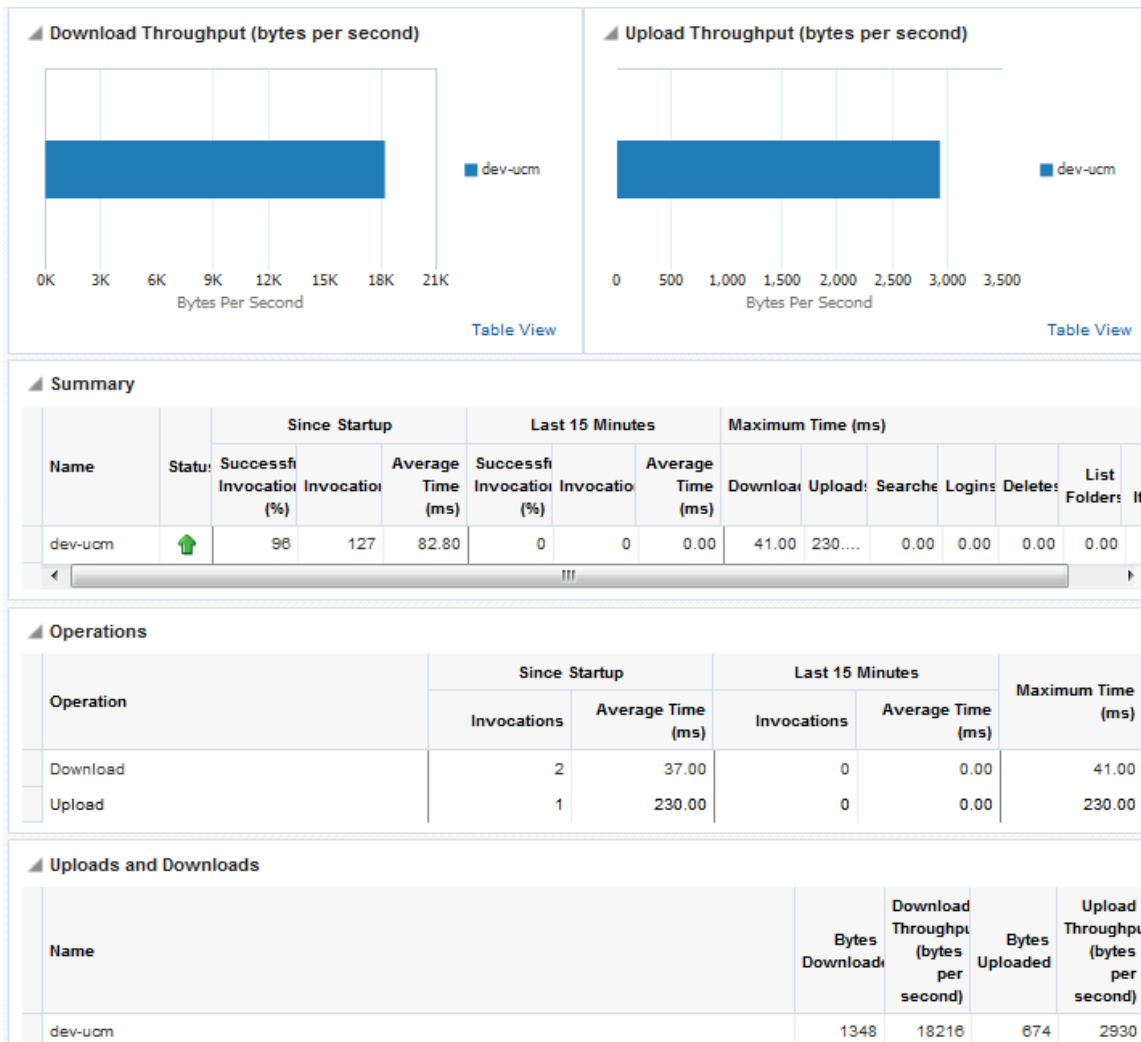 Download Throughput (bytes per second)
dev-ucm
0K 3K 6K 9K 12K 15K 18K 21K
Bytes Per Second
Table View
Upload Throughput (bytes per second)
dev-ucm
0 500 1,000 1,500 2,000 2,500 3,000 3,500
Bytes Per Second
Table View
Summary
Since Startup Last 15 Minutes Maximum Time (ms)
Name Status Successfu Invocation (%) Invocation Average Time (ms) Successfu Invocation (%) Invocatio Average Time (ms) Downloa Uploads Searche Logins Deletes List Folders It
dev-ucm 96 127 82.80 0 0 0.00 41.00 230.... 0.00 0.00 0.00 0.00
Operations
Since Startup Last 15 Minutes
Operation Invocations Average Time (ms) Invocations Average Time (ms) Maximum Time (ms)
Download 2 37.00 0 0.00 41.00
Upload 1 230.00 0 0.00 230.00
Uploads and Downloads
Name Bytes Downloade Download Throughpu (bytes per second) Bytes Uploaded Upload Throughpu (bytes per second)
dev-ucm 1348 18216 674 2930